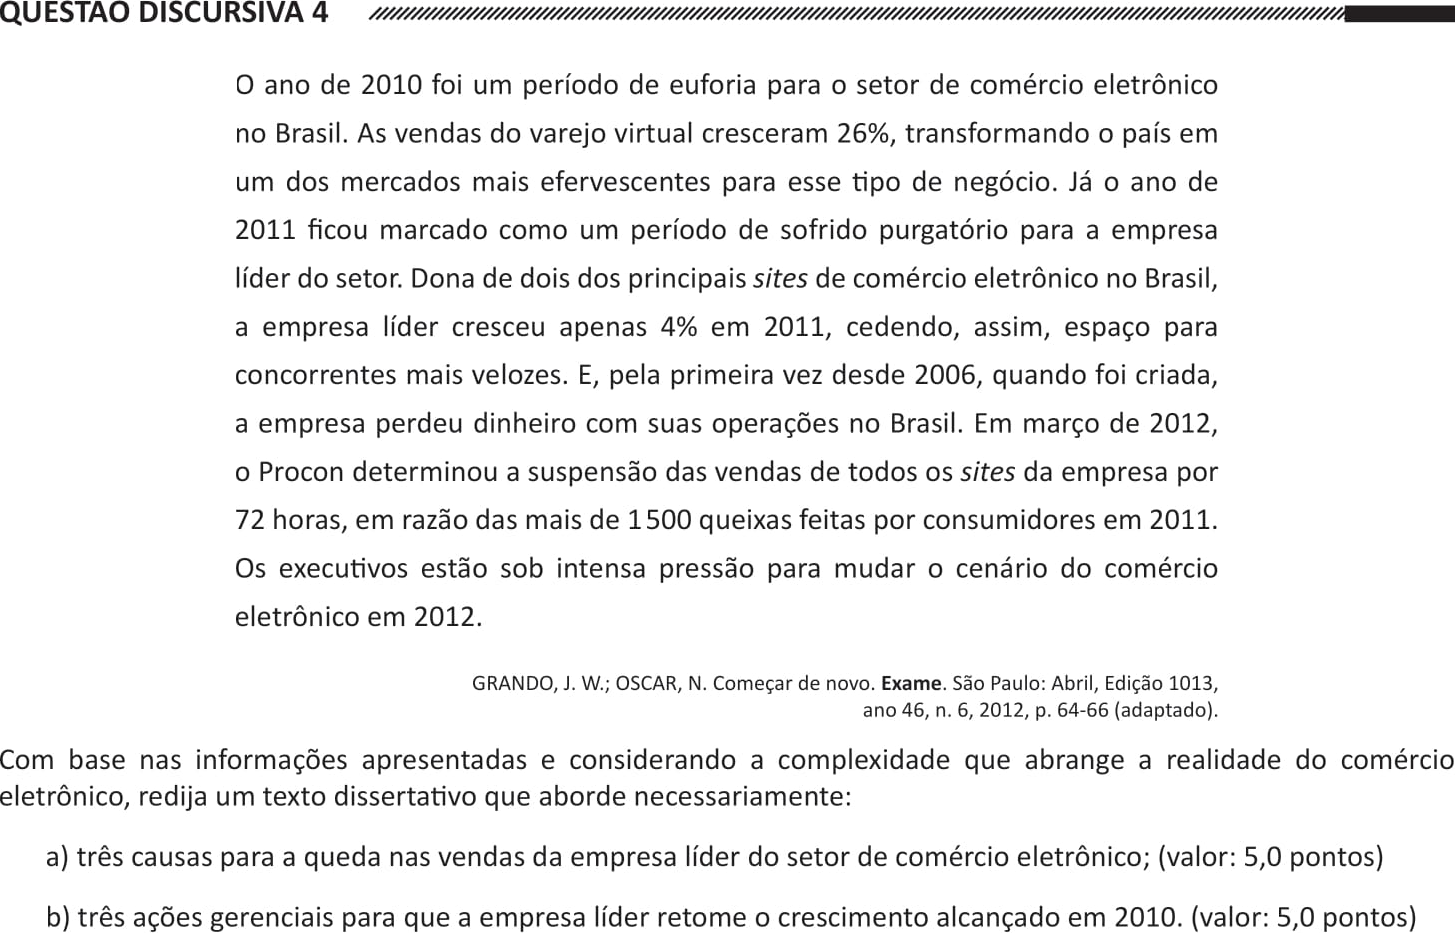 QUESTÃO DISCURSIVA 4
O ano de 2010 foi um período de euforia para o setor de comércio eletrônico
no Brasil. As vendas do varejo virtual cresceram 26%, transformando o país em
um dos mercados mais efervescentes para esse tipo de negócio. Já o ano de
2011 ficou marcado como um período de sofrido purgatório para a empresa
líder do setor. Dona de dois dos principais sites de comércio eletrônico no Brasil,
a empresa líder cresceu apenas 4% em 2011, cedendo, assim, espaço para
concorrentes mais velozes. E, pela primeira vez desde 2006, quando foi criada,
a empresa perdeu dinheiro com suas operações no Brasil. Em março de 2012,
o Procon determinou a suspensão das vendas de todos os sites da empresa por
72 horas, em razão das mais de 1 500 queixas feitas por consumidores em 2011.
Os executivos estão sob intensa pressão para mudar o cenário do comércio
eletrônico em 2012.
GRANDO, J. W.; OSCAR, N. Começar de novo. Exame. São Paulo: Abril, Edição 1013,
ano 46, n. 6, 2012, p. 64-66 (adaptado).
Com base nas informações apresentadas e considerando a complexidade que abrange a realidade do comércio
eletrônico, redija um texto dissertativo que aborde necessariamente:
a) três causas para a queda nas vendas da empresa líder do setor de comércio eletrônico; (valor: 5,0 pontos)
b) três ações gerenciais para que a empresa líder retome o crescimento alcançado em 2010. (valor: 5,0 pontos)